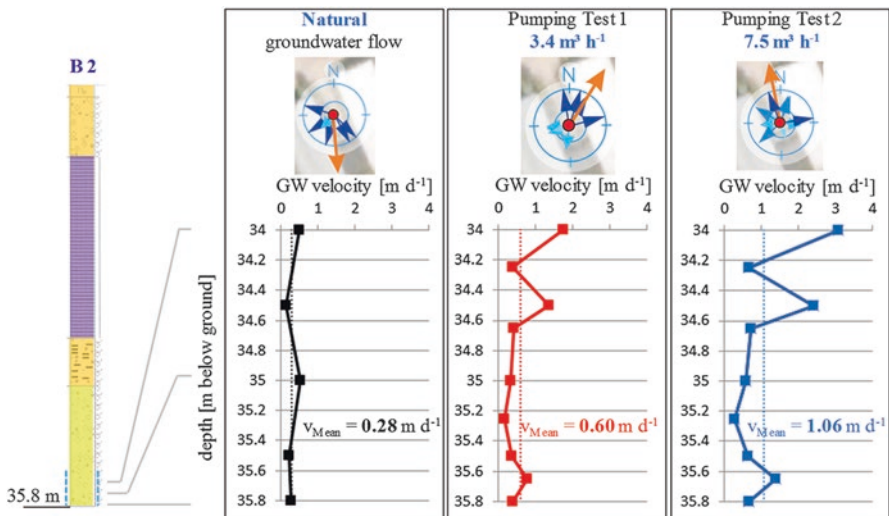 B 2
35.8 m
Natural
groundwater flow
N
GW velocity [m d⁻¹]
0 1 2 3 4
depth [m below ground]
34
34.2
34.4
34.6
34.8
35
35.2
35.4
35.6
35.8
vMean = 0.28 m d⁻¹
Pumping Test 1
3.4 m³ h⁻¹
N
GW velocity [m d⁻¹]
0 1 2 3 4
34
34.2
34.4
34.6
34.8
35
35.2
35.4
35.6
35.8
vMean = 0.60 m d⁻¹
Pumping Test 2
7.5 m³ h⁻¹
N
GW velocity [m d⁻¹]
0 1 2 3 4
34
34.2
34.4
34.6
34.8
35
35.2
35.4
35.6
35.8
vMean = 1.06 m d⁻¹